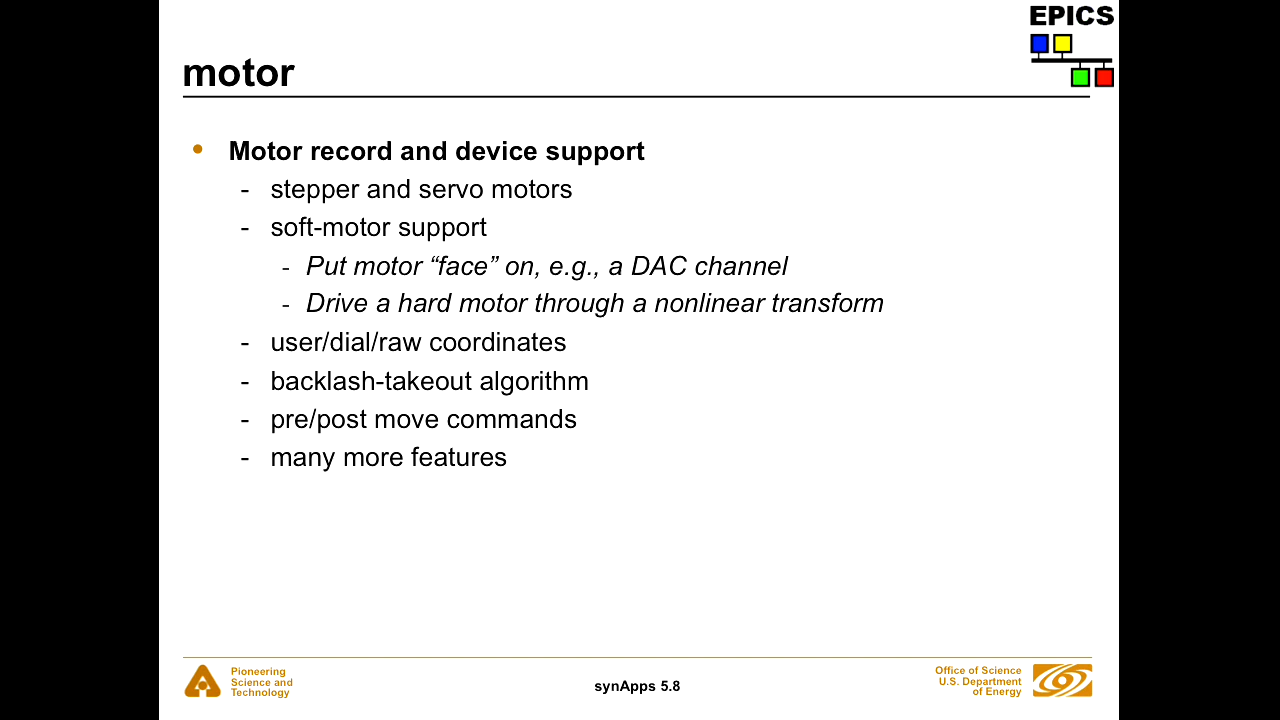 EPICS
motor
• Motor record and device support
- stepper and servo motors
- soft-motor support
- Put motor “face” on, e.g., a DAC channel
- Drive a hard motor through a nonlinear transform
- user/dial/raw coordinates
- backlash-takeout algorithm
- pre/post move commands
- many more features
Pioneering
Science and
Technology
synApps 5.8
Office of Science
U.S. Department
of Energy